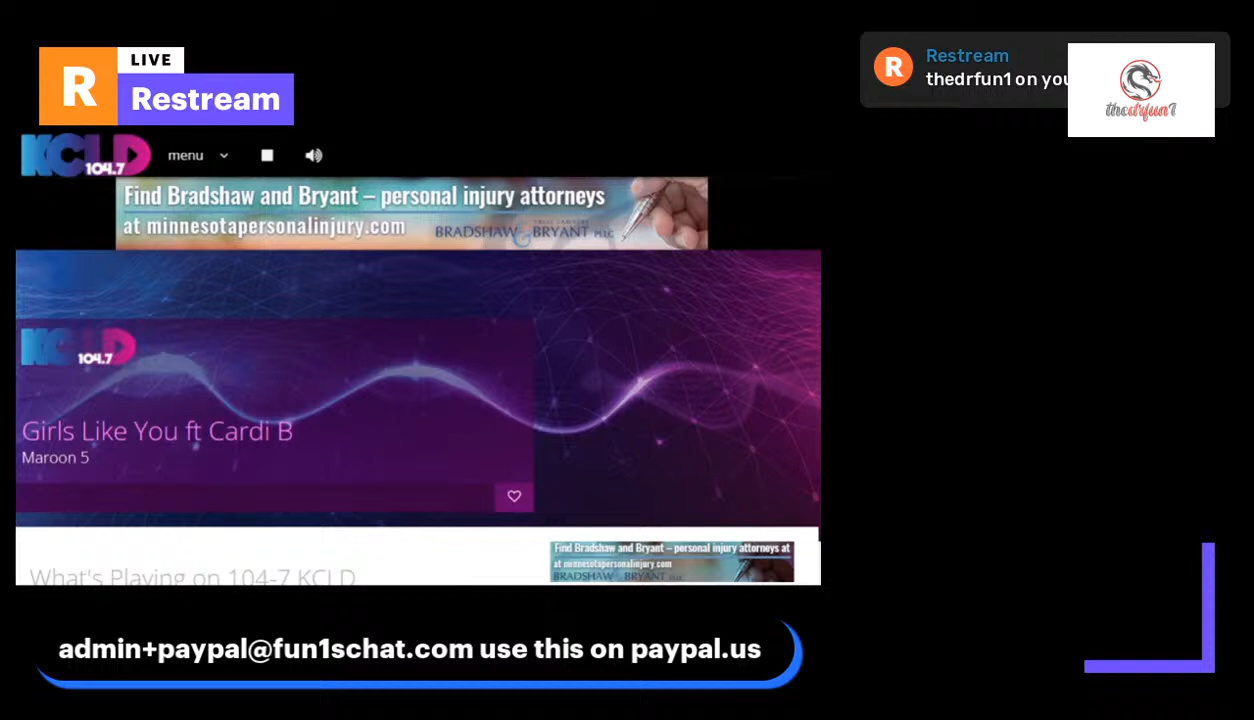 R
LIVE
Restream
Restream
thedrfun1 on you
thedrfun1
KCLD
104.7
menu
Find Bradshaw and Bryant – personal injury attorneys
at minnesotapersonalinjury.com
BRADSHAW & BRYANT PLLC
KCLD
104.7
Girls Like You ft Cardi B
Maroon 5
What's Playing on 104-7 KCLD
Find Bradshaw and Bryant – personal injury attorneys at
at minnesotapersonalinjury.com
BRADSHAW BRYANT
admin+paypal@fun1schat.com use this on paypal.us